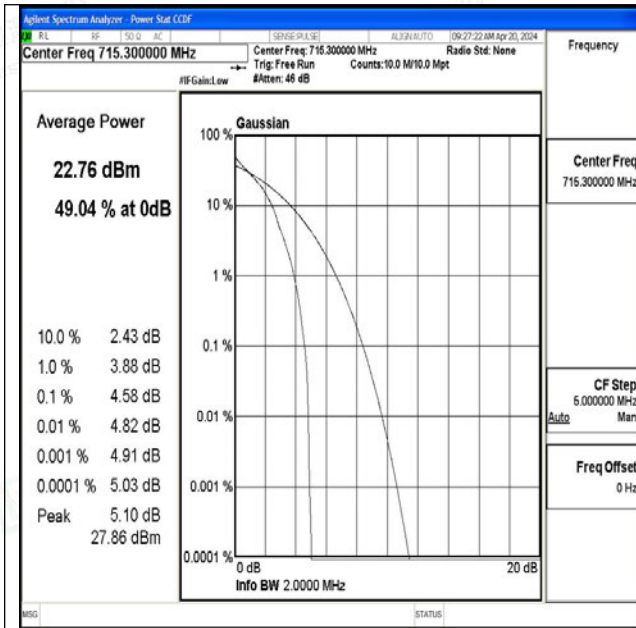 Agilent Spectrum Analyzer - Power Stat CCDF
RL RF 50 Ω AC SENSE:PULSE ALIGN AUTO 09:27:22 AM Apr 20, 2024
Center Freq 715.300000 MHz
Center Freq: 715.300000 MHz Radio Std: None
Trig: Free Run Counts:10.0 M/10.0 Mpt
#IFGain:Low #Atten: 46 dB
Frequency
Average Power
22.76 dBm
49.04 % at 0dB
10.0 % 2.43 dB
1.0 % 3.88 dB
0.1 % 4.58 dB
0.01 % 4.82 dB
0.001 % 4.91 dB
0.0001 % 5.03 dB
Peak 5.10 dB
27.86 dBm
Gaussian
100 %
10 %
1 %
0.1 %
0.01 %
0.001 %
0.0001 %
0 dB 20 dB
Info BW 2.0000 MHz
Center Freq
715.300000 MHz
CF Step
5.000000 MHz
Auto Man
Freq Offset
0 Hz
MSG STATUS